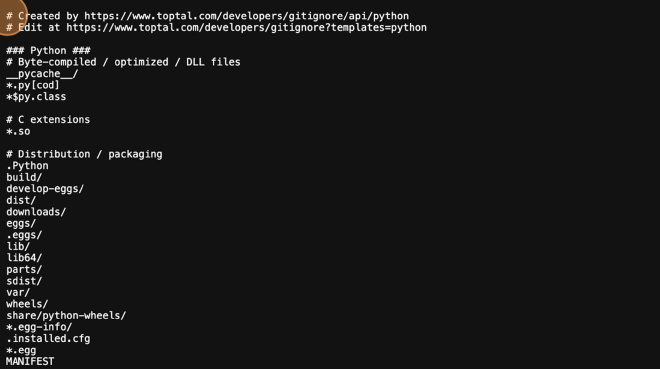 # Created by https://www.toptal.com/developers/gitignore/api/python
# Edit at https://www.toptal.com/developers/gitignore?templates=python
### Python ###
# Byte-compiled / optimized / DLL files
__pycache__/
*.py[cod]
*$py.class
# C extensions
*.so
# Distribution / packaging
.Python
build/
develop-eggs/
dist/
downloads/
eggs/
.eggs/
lib/
lib64/
parts/
sdist/
var/
wheels/
share/python-wheels/
*.egg-info/
.installed.cfg
*.egg
MANIFEST